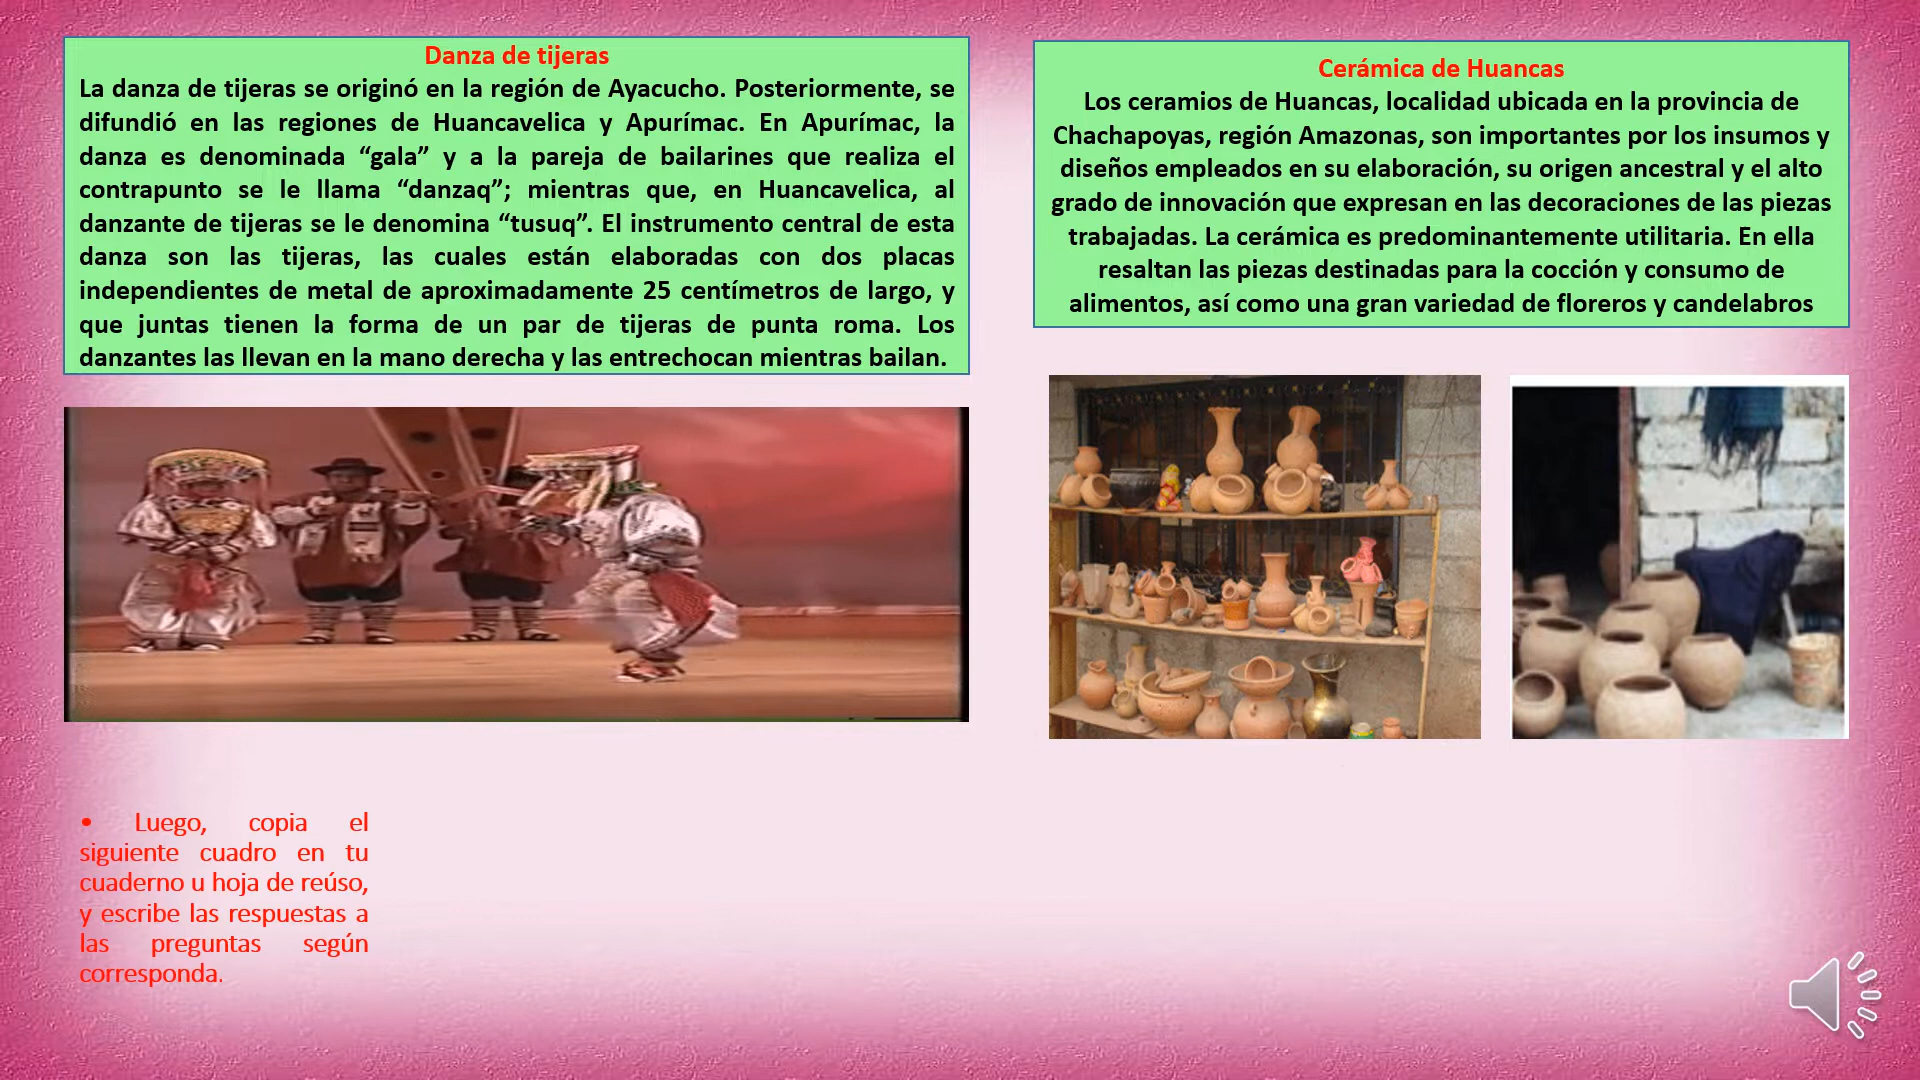 Danza de tijeras
La danza de tijeras se originó en la región de Ayacucho. Posteriormente, se
difundió en las regiones de Huancavelica y Apurímac. En Apurímac, la
danza es denominada “gala” y a la pareja de bailarines que realiza el
contrapunto se le llama “danzaq”; mientras que, en Huancavelica, al
danzante de tijeras se le denomina “tusuq”. El instrumento central de esta
danza son las tijeras, las cuales están elaboradas con dos placas
independientes de metal de aproximadamente 25 centímetros de largo, y
que juntas tienen la forma de un par de tijeras de punta roma. Los
danzantes las llevan en la mano derecha y las entrechocan mientras bailan.
Cerámica de Huancas
Los ceramios de Huancas, localidad ubicada en la provincia de
Chachapoyas, región Amazonas, son importantes por los insumos y
diseños empleados en su elaboración, su origen ancestral y el alto
grado de innovación que expresan en las decoraciones de las piezas
trabajadas. La cerámica es predominantemente utilitaria. En ella
resaltan las piezas destinadas para la cocción y consumo de
alimentos, así como una gran variedad de floreros y candelabros
• Luego, copia el
siguiente cuadro en tu
cuaderno u hoja de reúso,
y escribe las respuestas a
las preguntas según
corresponda.